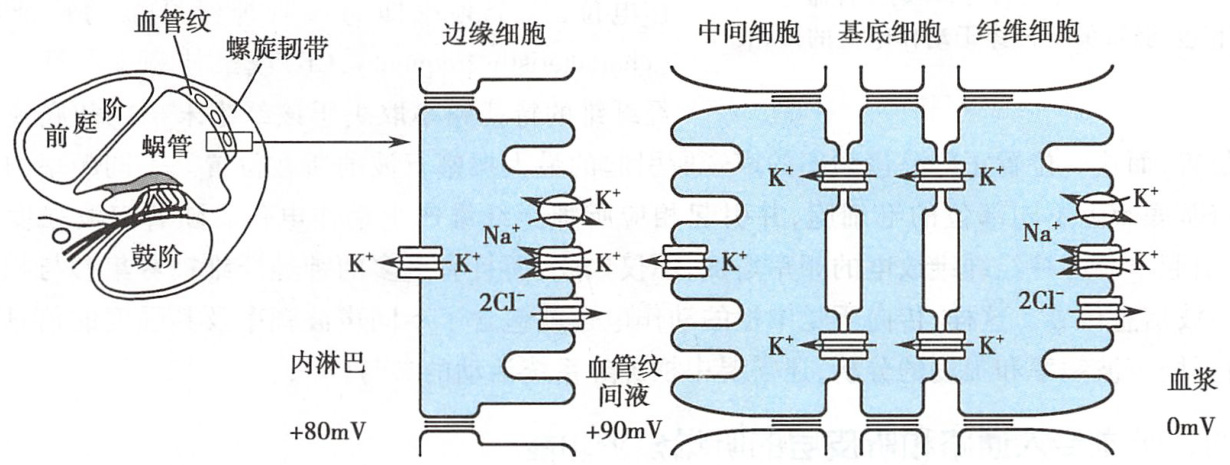 血管纹
螺旋韧带
前庭阶
蜗管
鼓阶
边缘细胞
中间细胞
基底细胞
纤维细胞
K⁺
Na⁺
K⁺
K⁺
K⁺
2Cl⁻
K⁺
K⁺
K⁺
K⁺
K⁺
K⁺
Na⁺
K⁺
2Cl⁻
K⁺
K⁺
内淋巴
+80mV
血管纹
间液
+90mV
血浆
0mV